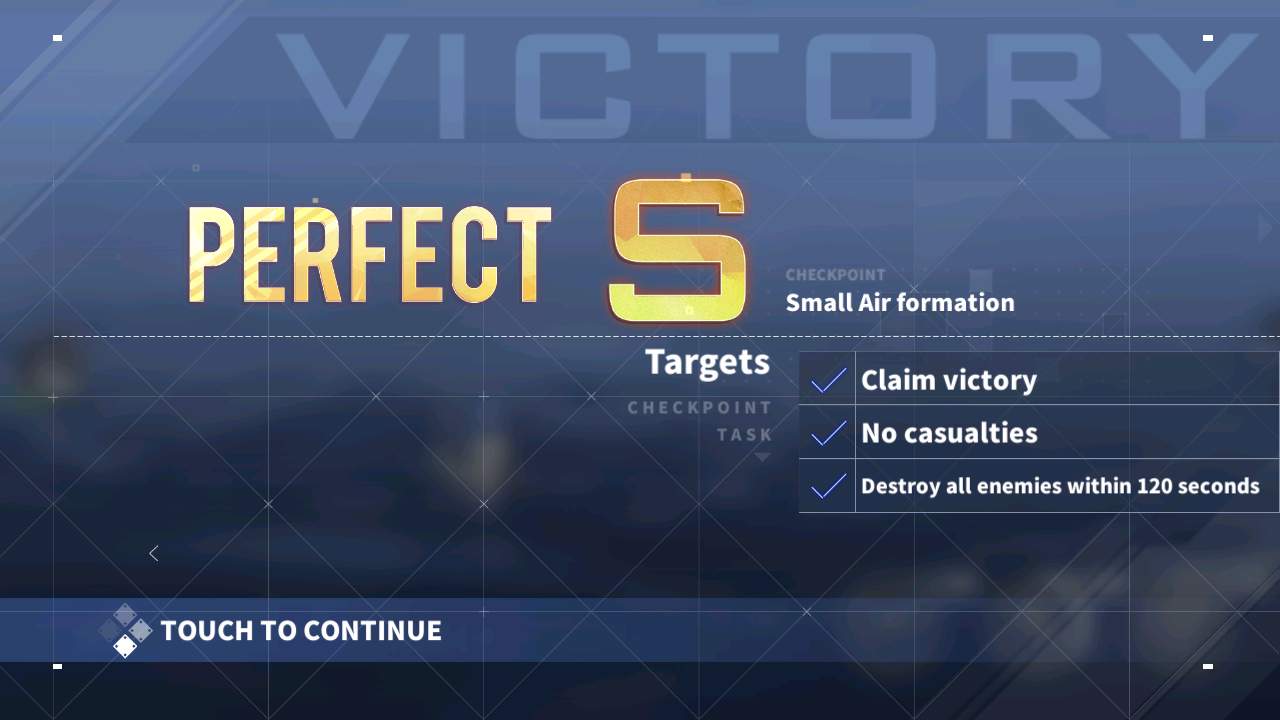 VICTORY
PERFECT S
CHECKPOINT
Small Air formation
Targets
CHECKPOINT
TASK
Claim victory
No casualties
Destroy all enemies within 120 seconds
TOUCH TO CONTINUE